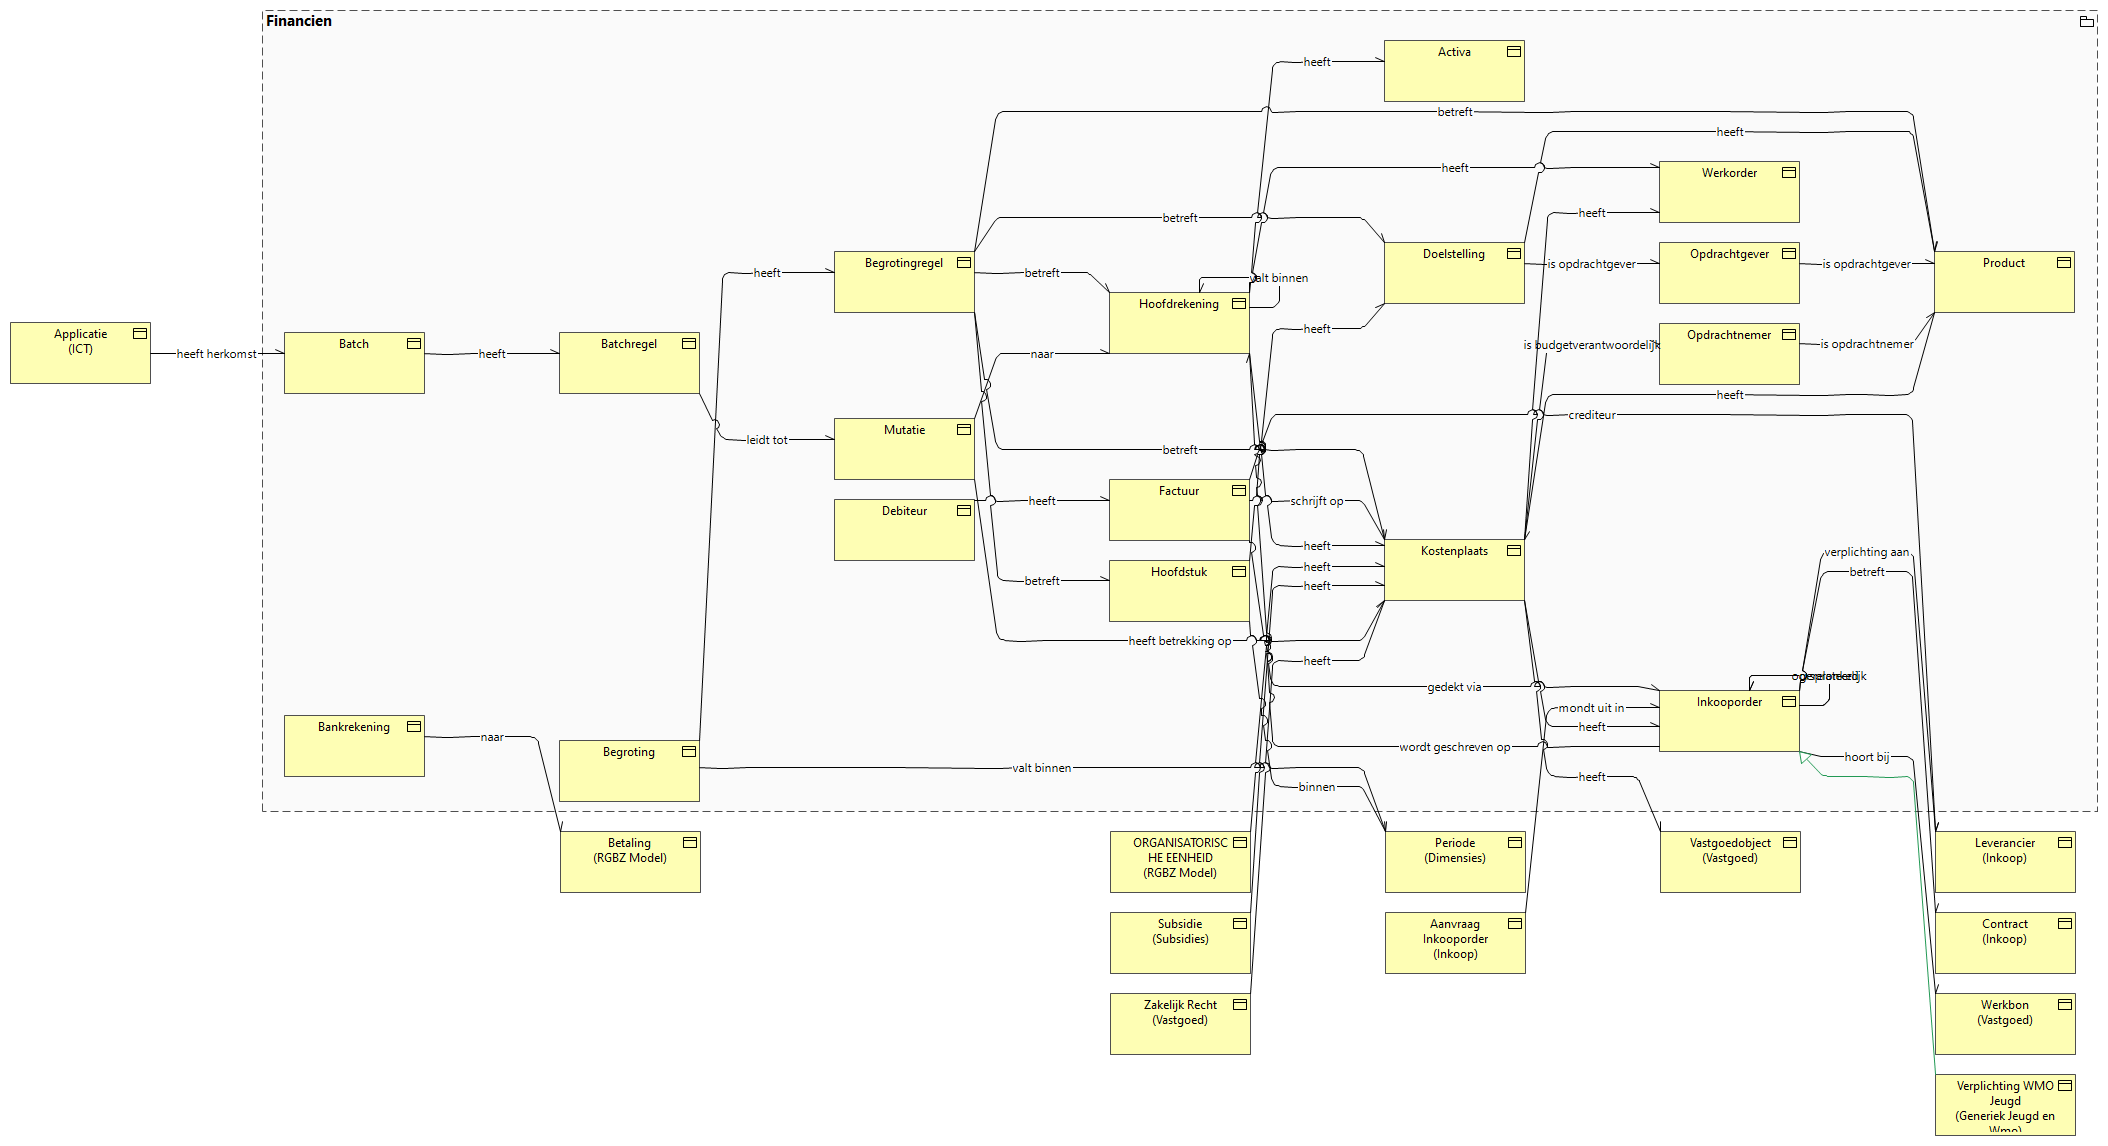 Financien
Activa
heeft
betreft
heeft
heeft
Werkorder
heeft
betreft
Begrotingregel
heeft
betreft
Doelstelling
is opdrachtgever
Opdrachtgever
is opdrachtgever
Product
valt binnen
Hoofdrekening
Applicatie
(ICT)
heeft herkomst
Batch
heeft
Batchregel
naar
heeft
is budgetverantwoordelijk
Opdrachtnemer
is opdrachtnemer
heeft
crediteur
Mutatie
leidt tot
betreft
Factuur
schrijft op
Debiteur
heeft
heeft
Kostenplaats
heeft
heeft
Hoofdstuk
betreft
verplichting aan
betreft
heeft betrekking op
heeft
gedekt via
Inkooporder
mondt uit in
heeft
wordt geschreven op
hoort bij
Bankrekening
naar
Begroting
valt binnen
heeft
binnen
Betaling
(RGBZ Model)
ORGANISATORISC
HE EENHEID
(RGBZ Model)
Periode
(Dimensies)
Vastgoedobject
(Vastgoed)
Leverancier
(Inkoop)
Subsidie
(Subsidies)
Aanvraag
Inkooporder
(Inkoop)
Contract
(Inkoop)
Zakelijk Recht
(Vastgoed)
Werkbon
(Vastgoed)
Verplichting WMO
Jeugd
(Generiek Jeugd en
Wmo)